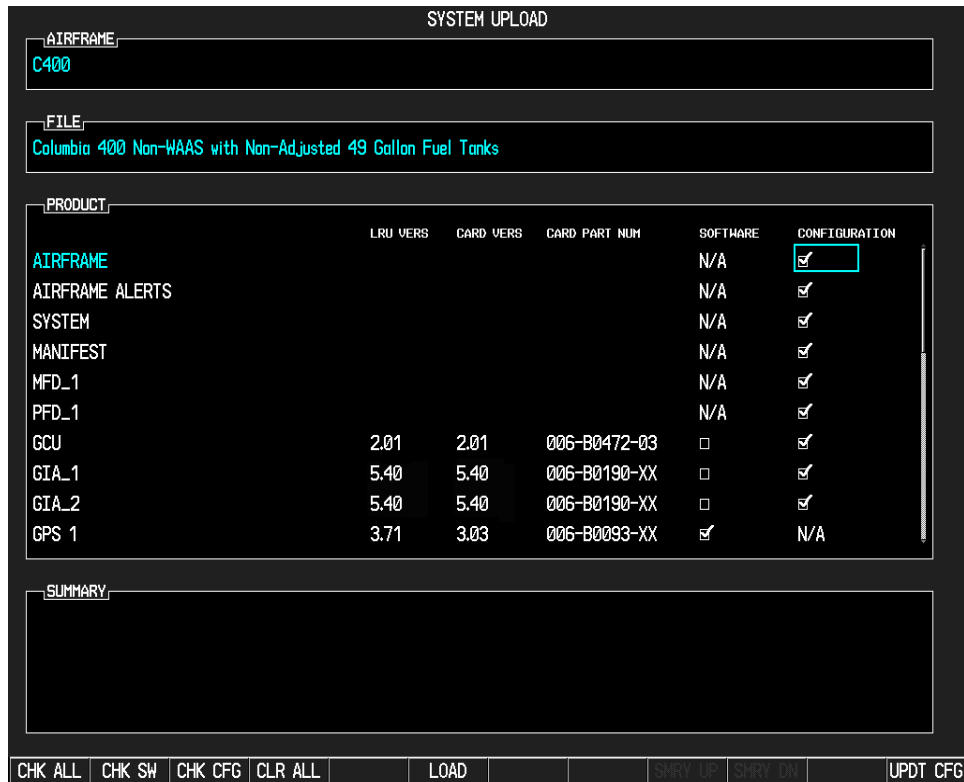 SYSTEM UPLOAD
AIRFRAME
C400
FILE
Columbia 400 Non-WAAS with Non-Adjusted 49 Gallon Fuel Tanks
PRODUCT
LRU VERS CARD VERS CARD PART NUM SOFTWARE CONFIGURATION
AIRFRAME N/A
AIRFRAME ALERTS N/A
SYSTEM N/A
MANIFEST N/A
MFD_1 N/A
PFD_1 N/A
GCU 2.01 2.01 006-B0472-03
GIA_1 5.40 5.40 006-B0190-XX
GIA_2 5.40 5.40 006-B0190-XX
GPS 1 3.71 3.03 006-B0093-XX N/A
SUMMARY
CHK ALL CHK SW CHK CFG CLR ALL LOAD SMRY UP SMRY DN UPDT CFG